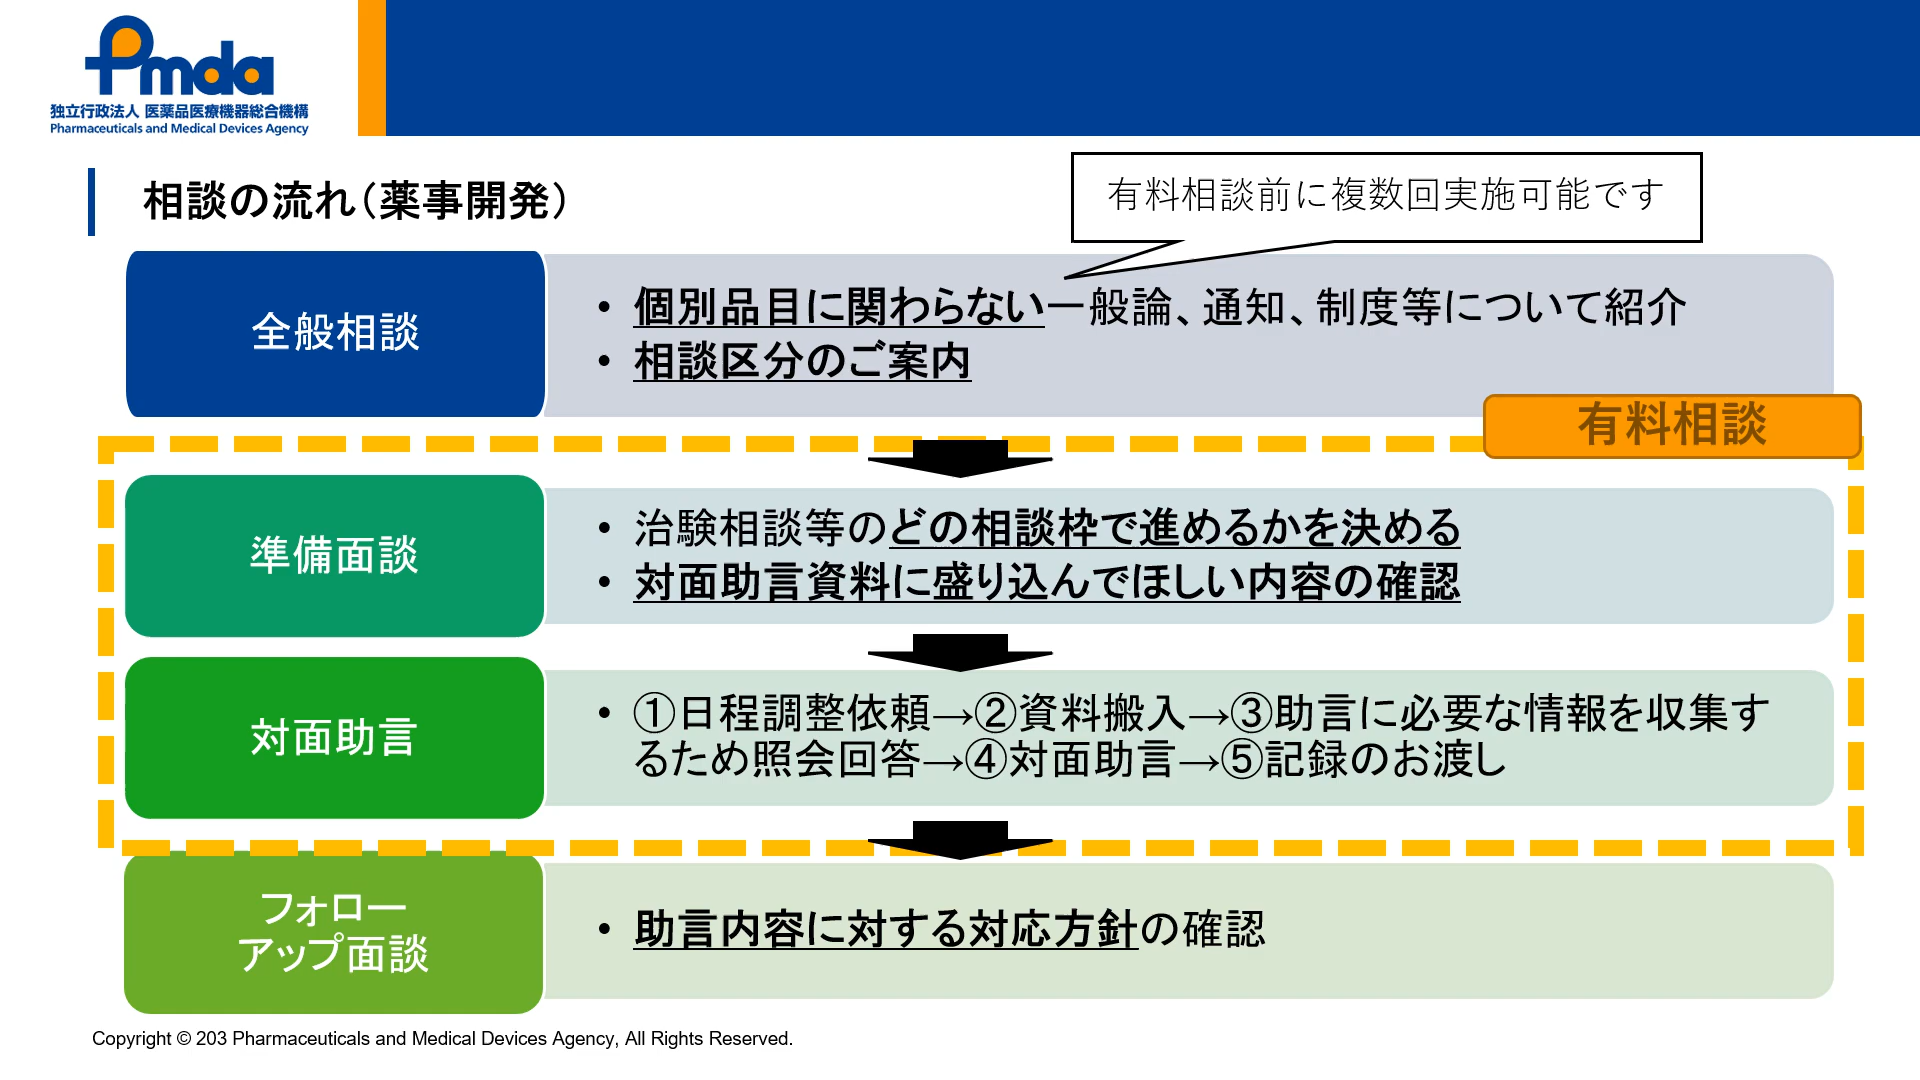 pmda
独立行政法人 医薬品医療機器総合機構
Pharmaceuticals and Medical Devices Agency
相談の流れ（薬事開発）
有料相談前に複数回実施可能です
全般相談
• 個別品目に関わらない一般論、通知、制度等について紹介
• 相談区分のご案内
有料相談
準備面談
• 治験相談等のどの相談枠で進めるかを決める
• 対面助言資料に盛り込んでほしい内容の確認
対面助言
• ①日程調整依頼→②資料搬入→③助言に必要な情報を収集す
るため照会回答→④対面助言→⑤記録のお渡し
フォロー
アップ面談
• 助言内容に対する対応方針の確認
Copyright © 203 Pharmaceuticals and Medical Devices Agency, All Rights Reserved.